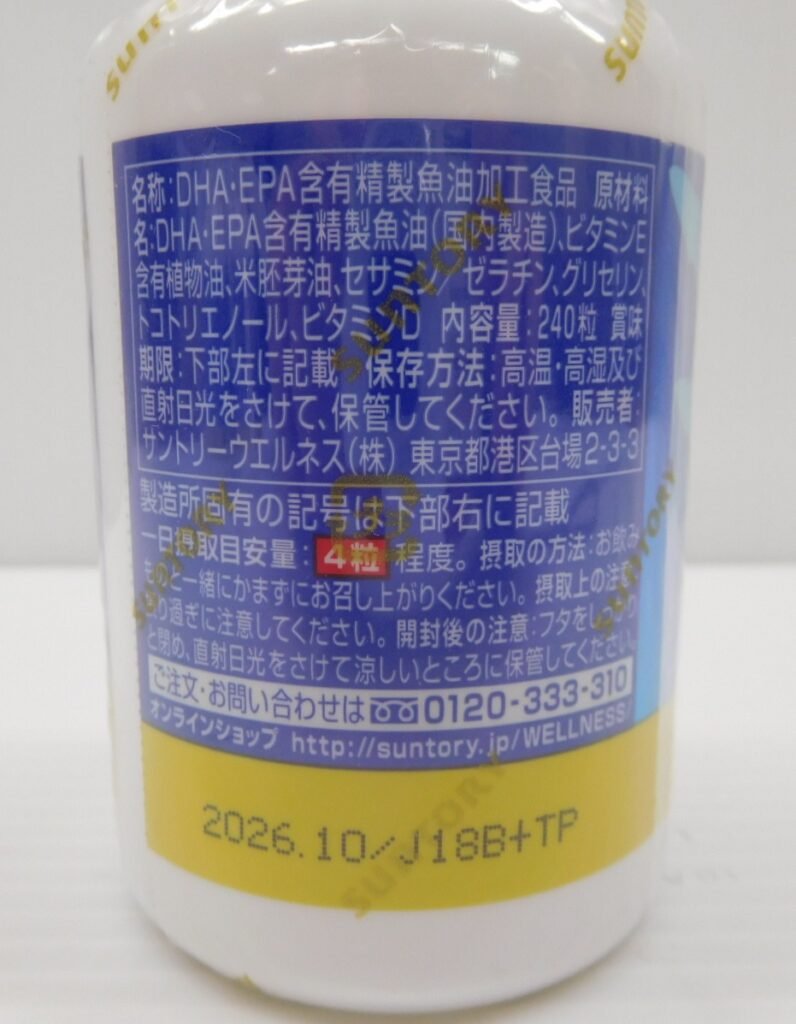 名称:DHA·EPA含有精製魚油加工食品 原材料
名:DHA·EPA含有精製魚油(国内製造)、ビタミンE
含有植物油、米胚芽油、セサミン/ゼラチン、グリセリン、
トコトリエノール、ビタミンD 内容量:240粒 賞味
期限:下部左に記載 保存方法:高温·高湿及び
直射日光をさけて、保管してください。 販売者:
サントリーウエルネス(株) 東京都港区台場2-3-3
製造所固有の記号は下部右に記載
一日摂取目安量:4粒程度。摂取の方法:お飲み
ものと一緒にかまずにお召し上がりください。摂取上の注意:
り過ぎに注意してください。開封後の注意:フタをしっかり
と閉め、直射日光をさけて涼しいところに保管してください。
ご注文·お問い合わせは 0120-333-310
オンラインショップ http://suntory.jp/WELLNESS/
2026.10/J18B+TP
SUNTORY
SUNTORY
SUNTORY
SUNTORY